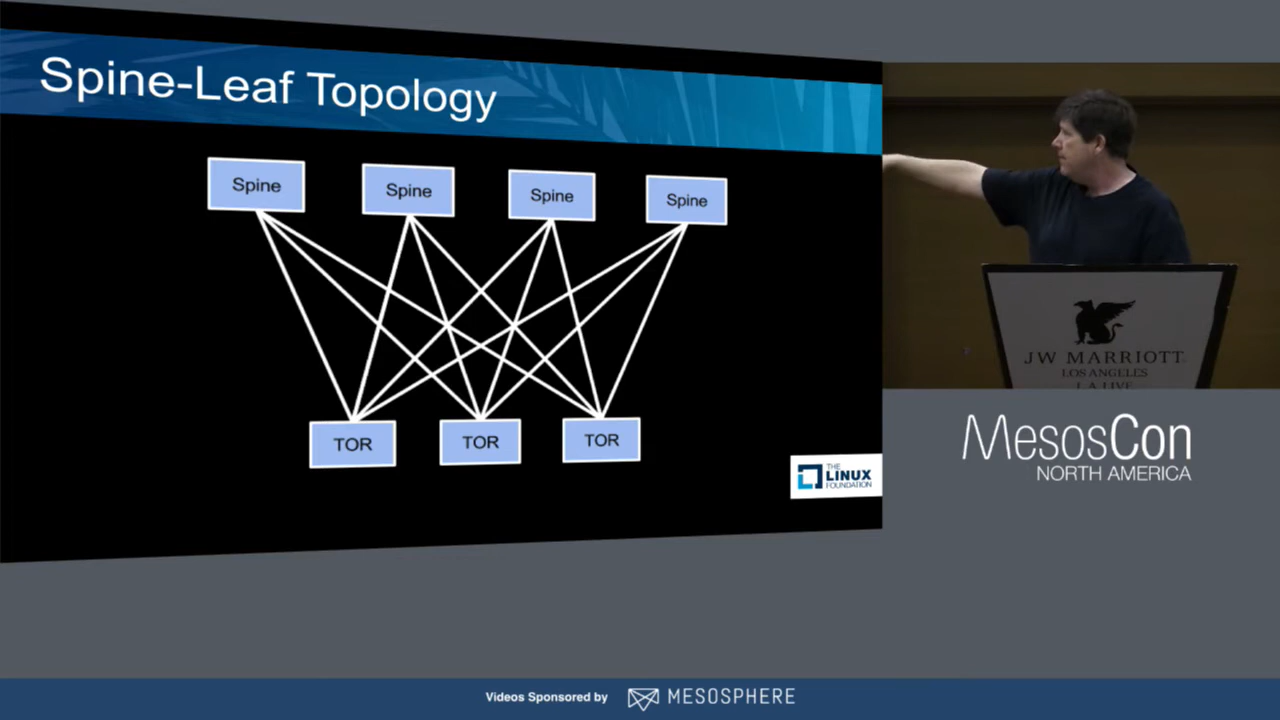 Spine-Leaf Topology
Spine
Spine
Spine
Spine
TOR
TOR
TOR
THE
LINUX
FOUNDATION
JW MARRIOTT
LOS ANGELES
L.A. LIVE
MesosCon
NORTH AMERICA
Videos Sponsored by
MESOSPHERE